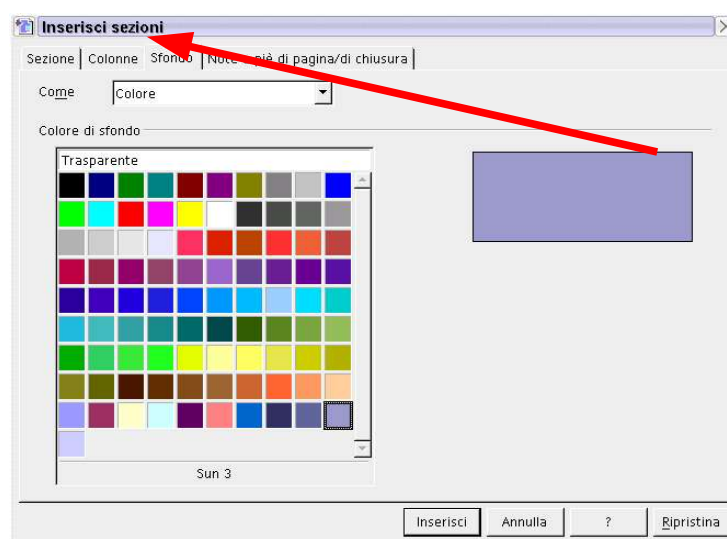 Inserisci sezioni
Sezione Colonne Sfondo Note a piè di pagina/di chiusura
Come Colore
Colore di sfondo
Trasparente
Sun 3
Inserisci Annulla ? Ripristina